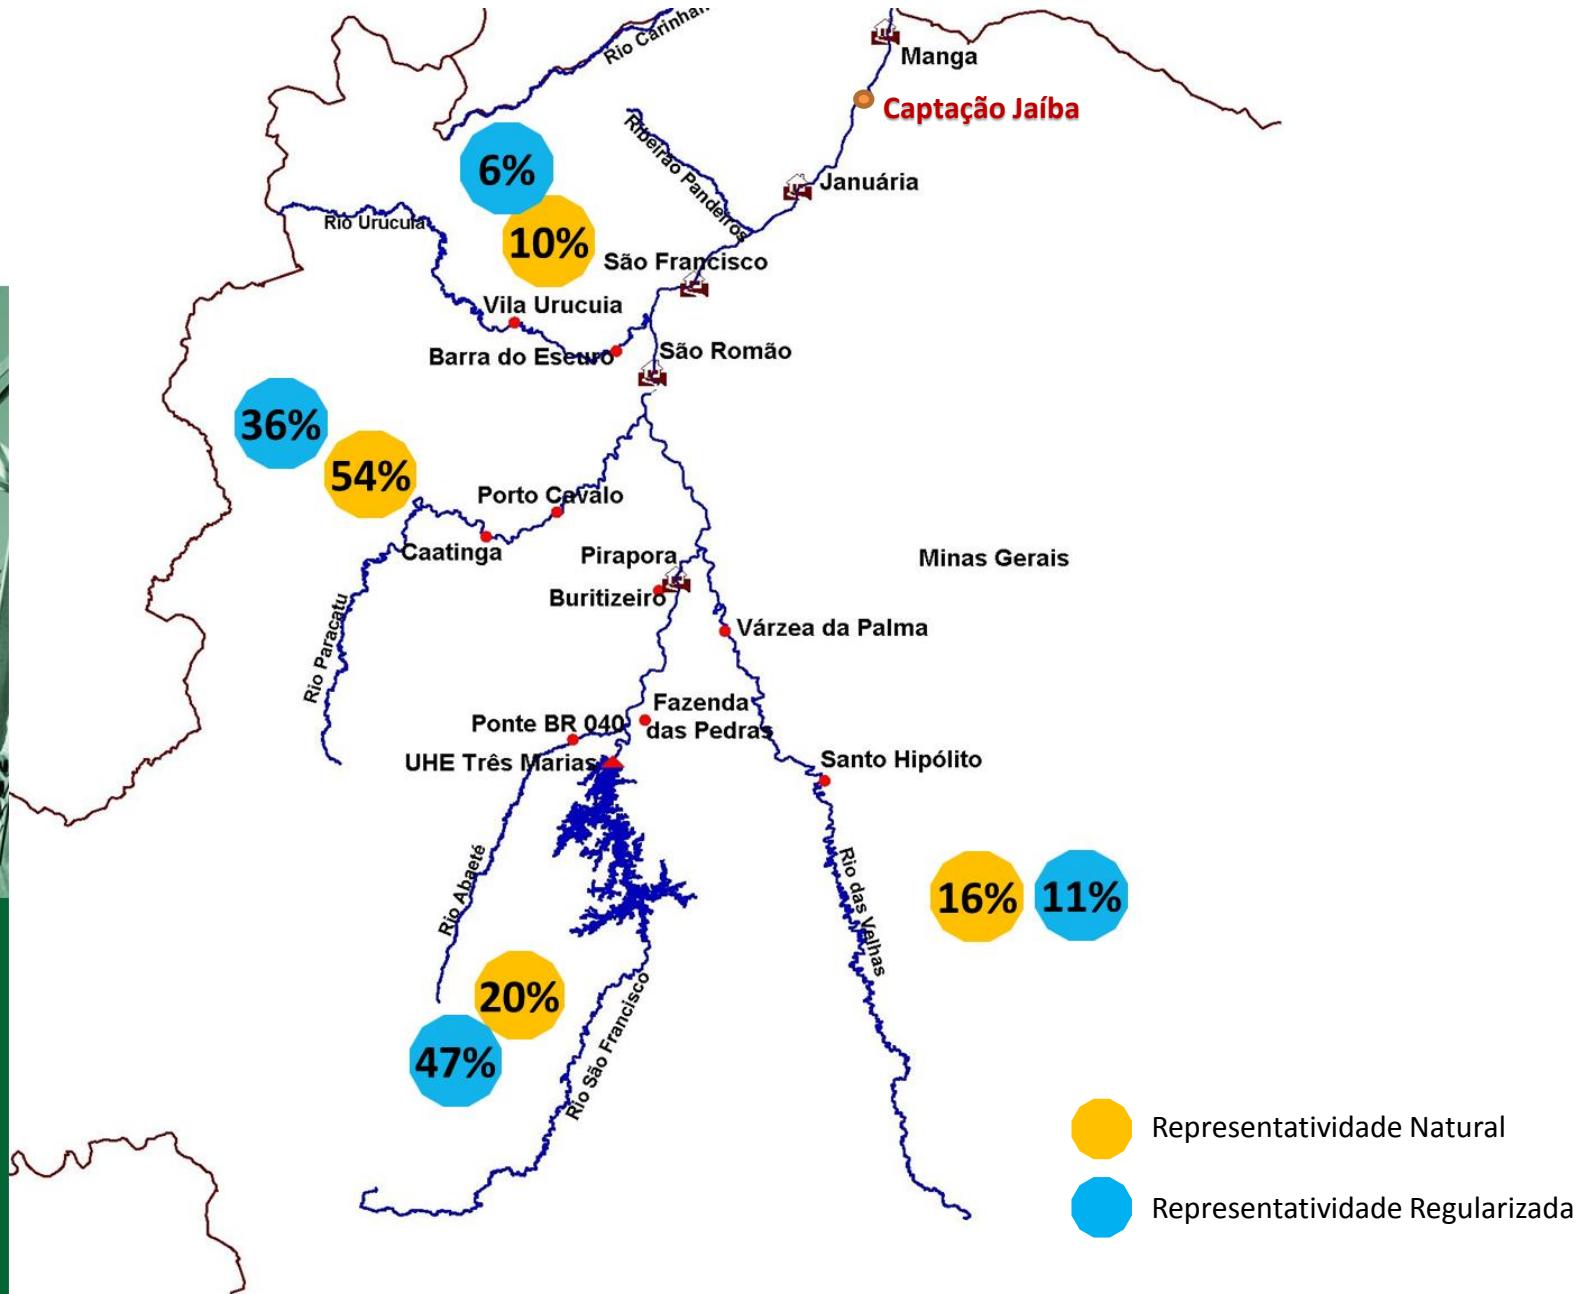 Rio Carinhan
Manga
Captação Jaíba
Ribeirão Pandeiros
6%
Januária
Rio Urucuia
10%
São Francisco
Vila Urucuia
Barra do Escuro
São Romão
36%
54%
Porto Cavalo
Caatinga
Pirapora
Minas Gerais
Buritizeiro
Várzea da Palma
Rio Paracatu
Fazenda
das Pedras
Ponte BR 040
UHE Três Marias
Santo Hipólito
Rio Abaeté
Rio das Velhas
16%
11%
20%
Rio São Francisco
47%
Representatividade Natural
Representatividade Regularizada